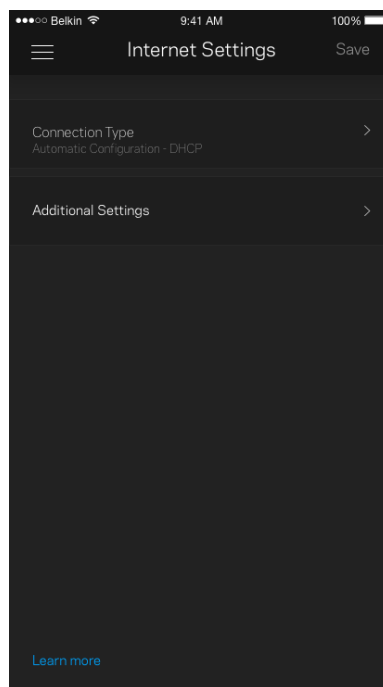 Belkin 9:41 AM 100%
Internet Settings Save
Connection Type
Automatic Configuration - DHCP
Additional Settings
Learn more